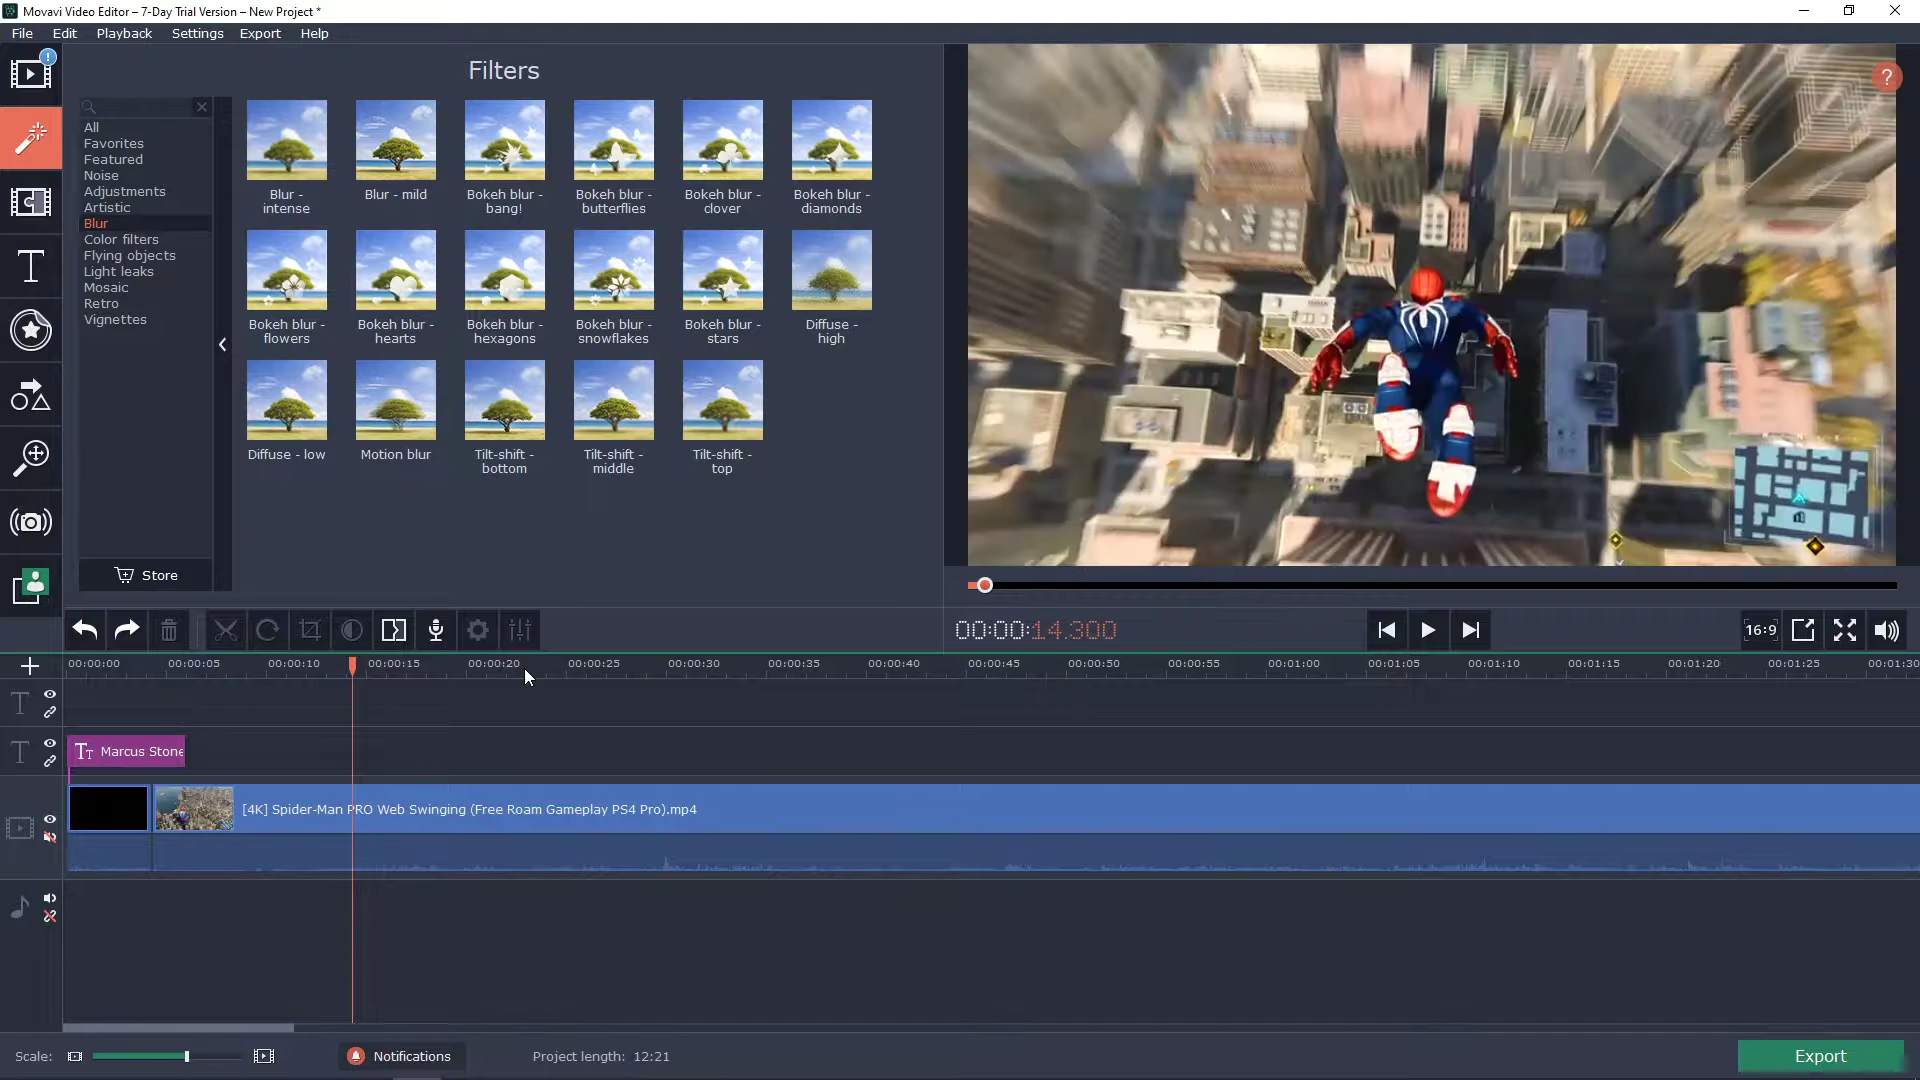 Movavi Video Editor – 7-Day Trial Version – New Project *
File Edit Playback Settings Export Help
Filters
All
Favorites
Featured
Noise
Adjustments
Artistic
Blur
Color filters
Flying objects
Light leaks
Mosaic
Retro
Vignettes
Store
Blur - intense
Blur - mild
Bokeh blur - bang!
Bokeh blur - butterflies
Bokeh blur - clover
Bokeh blur - diamonds
Bokeh blur - flowers
Bokeh blur - hearts
Bokeh blur - hexagons
Bokeh blur - snowflakes
Bokeh blur - stars
Diffuse - high
Diffuse - low
Motion blur
Tilt-shift - bottom
Tilt-shift - middle
Tilt-shift - top
?
00:00:14.300
16:9
00:00:00 00:00:05 00:00:10 00:00:15 00:00:20 00:00:25 00:00:30 00:00:35 00:00:40 00:00:45 00:00:50 00:00:55 00:01:00 00:01:05 00:01:10 00:01:15 00:01:20 00:01:25 00:01:30
Marcus Stone
[4K] Spider-Man PRO Web Swinging (Free Roam Gameplay PS4 Pro).mp4
Scale:
Notifications
Project length: 12:21
Export